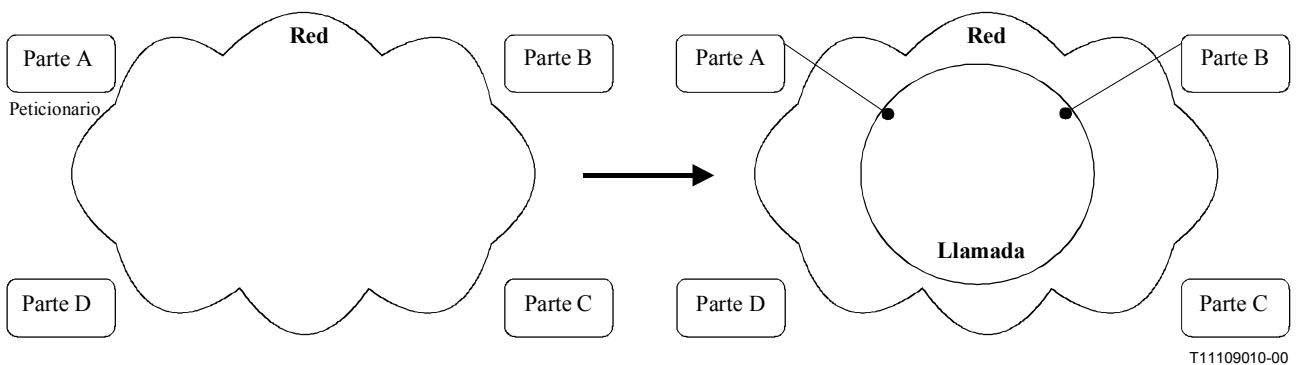 Red
Parte A
Parte B
Peticionario
Parte D
Parte C
Red
Parte A
Parte B
Llamada
Parte D
Parte C
T11109010-00